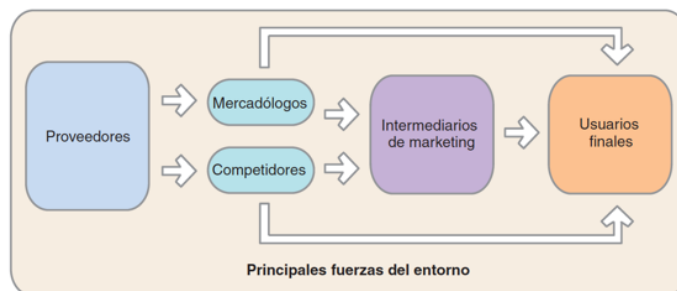 Proveedores
Mercadólogos
Competidores
Intermediarios
de marketing
Usuarios
finales
Principales fuerzas del entorno